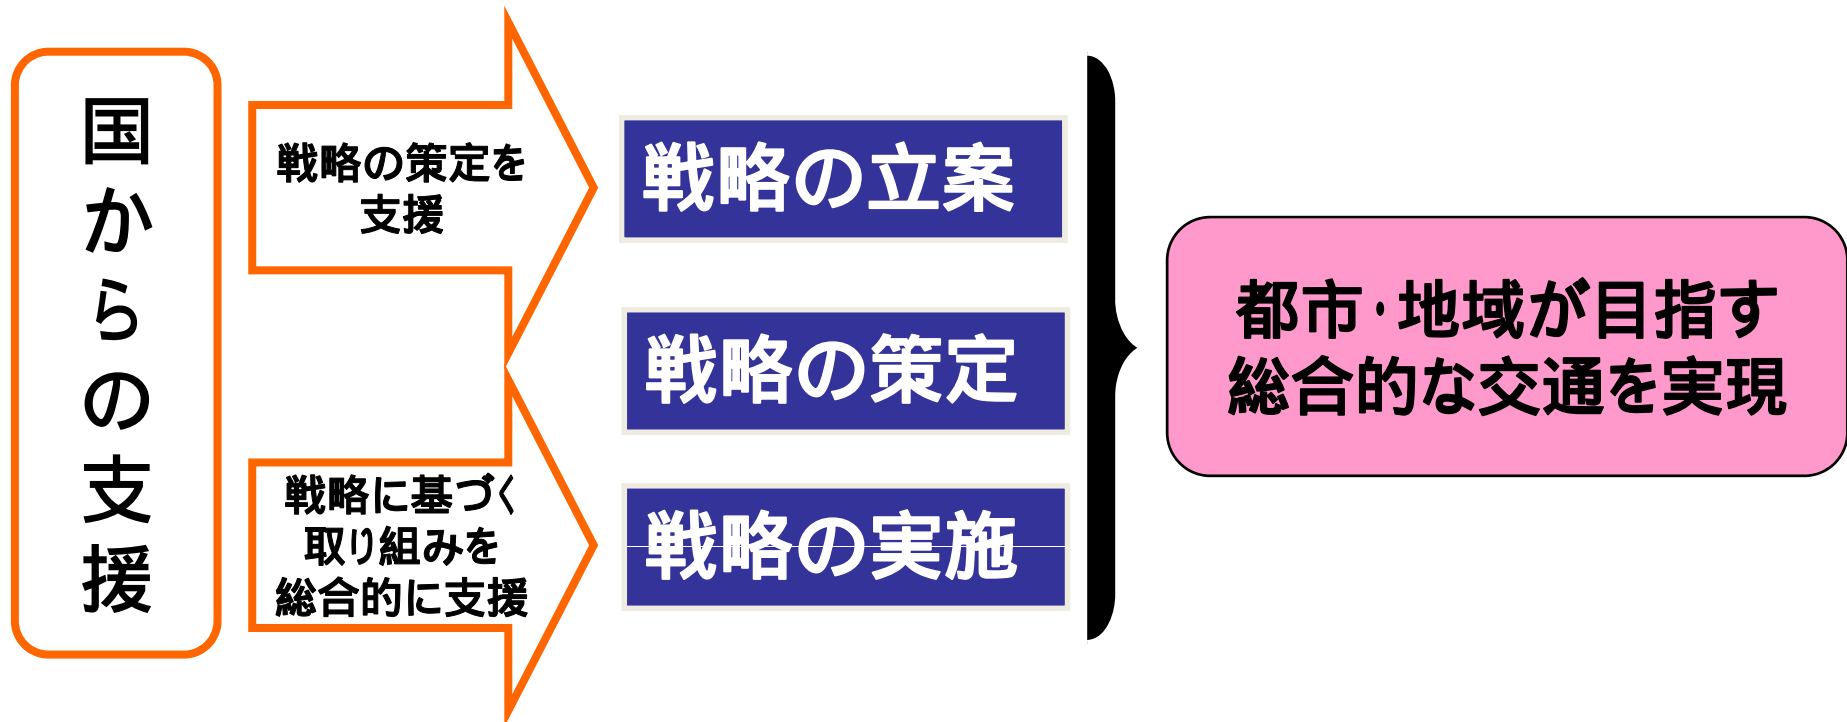 国からの支援
戦略の策定を
支援
戦略に基づく
取り組みを
総合的に支援
戦略の立案
戦略の策定
戦略の実施
都市・地域が目指す
総合的な交通を実現